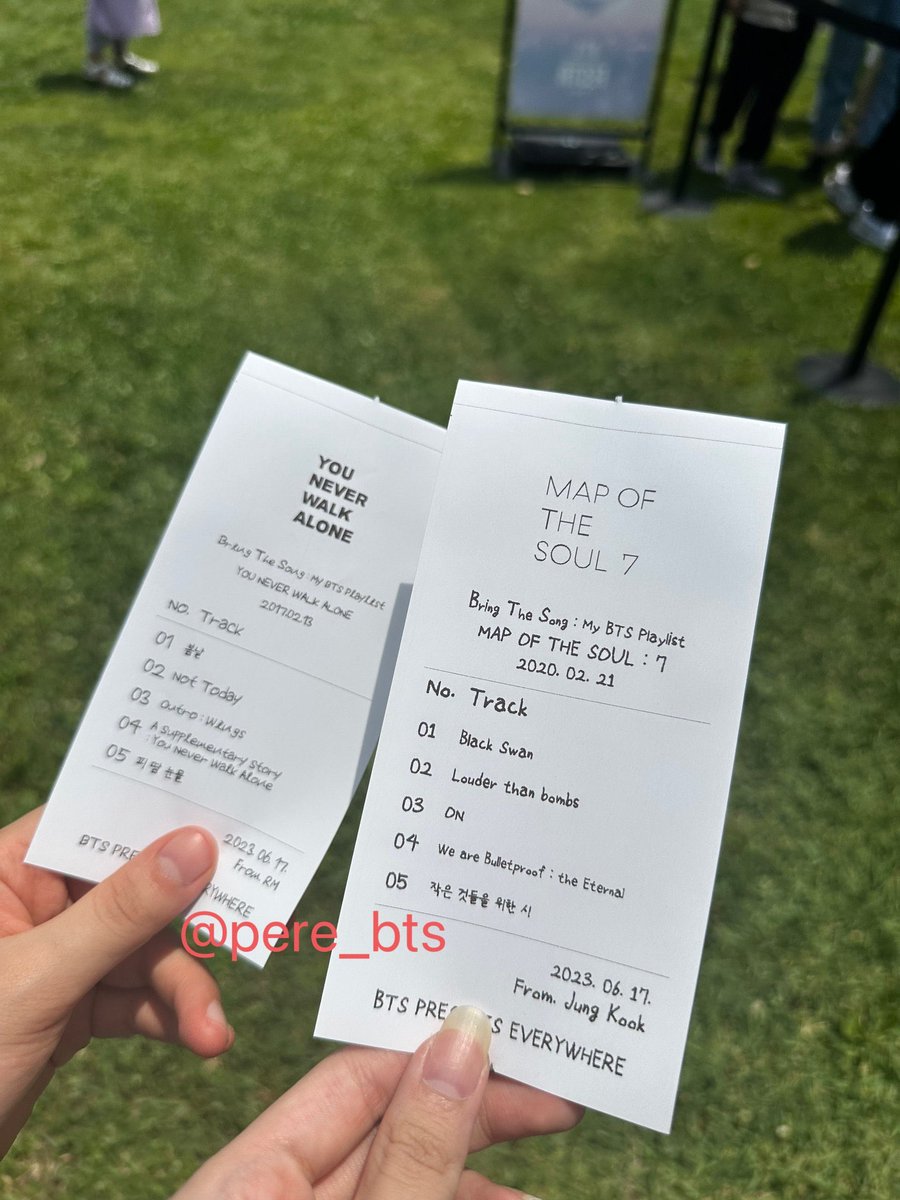 YOU
NEVER
WALK
ALONE
Bring The Song : My BTS Playlist
YOU NEVER WALK ALONE
2017.02.13
No. Track
01 봄날
02 Not Today
03 Outro : Wings
04 A Supplementary Story
: You Never Walk Alone
05 피 땀 눈물
2023. 06. 17.
From. RM
BTS PRE RYWHERE
MAP OF
THE
SOUL 7
Bring The Song : My BTS Playlist
MAP OF THE SOUL : 7
2020. 02. 21
No. Track
01 Black Swan
02 Louder than bombs
03 ON
04 We are Bulletproof : the Eternal
05 작은 것들을 위한 시
2023. 06. 17.
From. Jung Kook
BTS PRE TS EVERYWHERE
@pere_bts